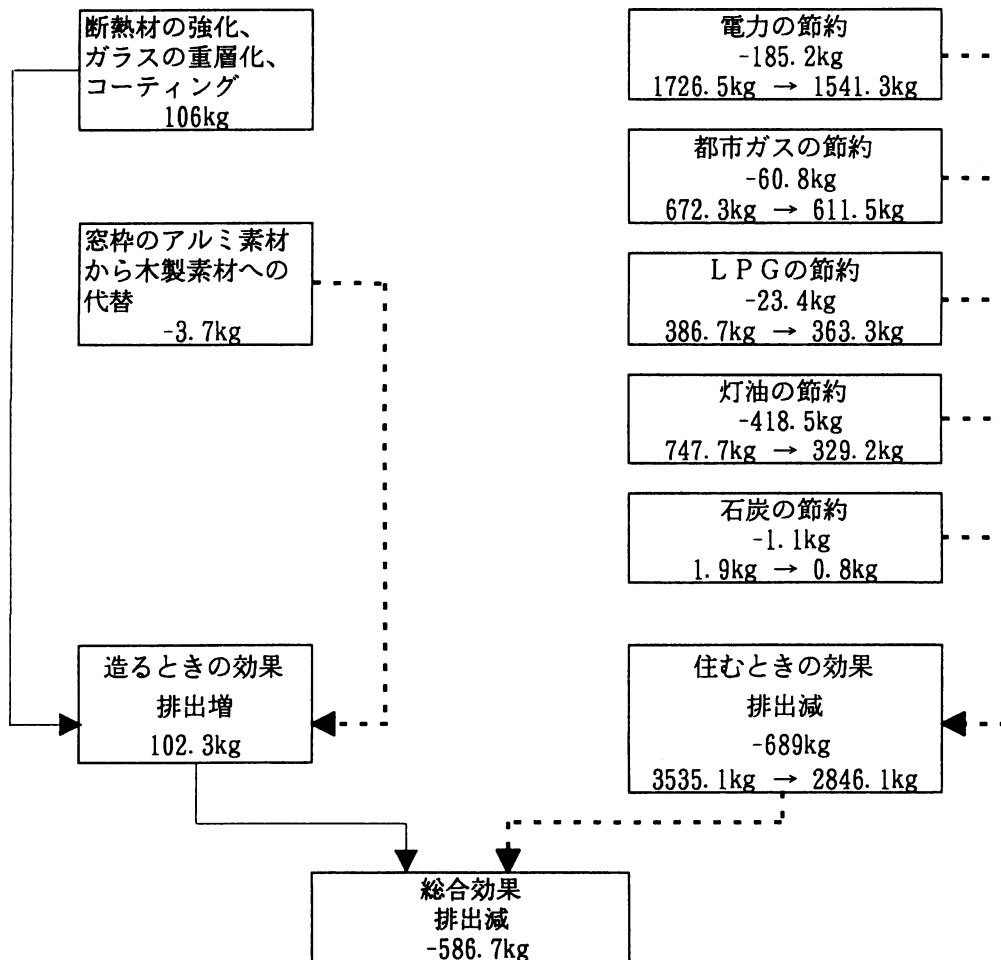 断熱材の強化、
ガラスの重層化、
コーティング
106kg
窓枠のアルミ素材
から木製素材への
代替
-3.7kg
造るときの効果
排出増
102.3kg
電力の節約
-185.2kg
1726.5kg → 1541.3kg
都市ガスの節約
-60.8kg
672.3kg → 611.5kg
ＬＰＧの節約
-23.4kg
386.7kg → 363.3kg
灯油の節約
-418.5kg
747.7kg → 329.2kg
石炭の節約
-1.1kg
1.9kg → 0.8kg
住むときの効果
排出減
-689kg
3535.1kg → 2846.1kg
総合効果
排出減
-586.7kg